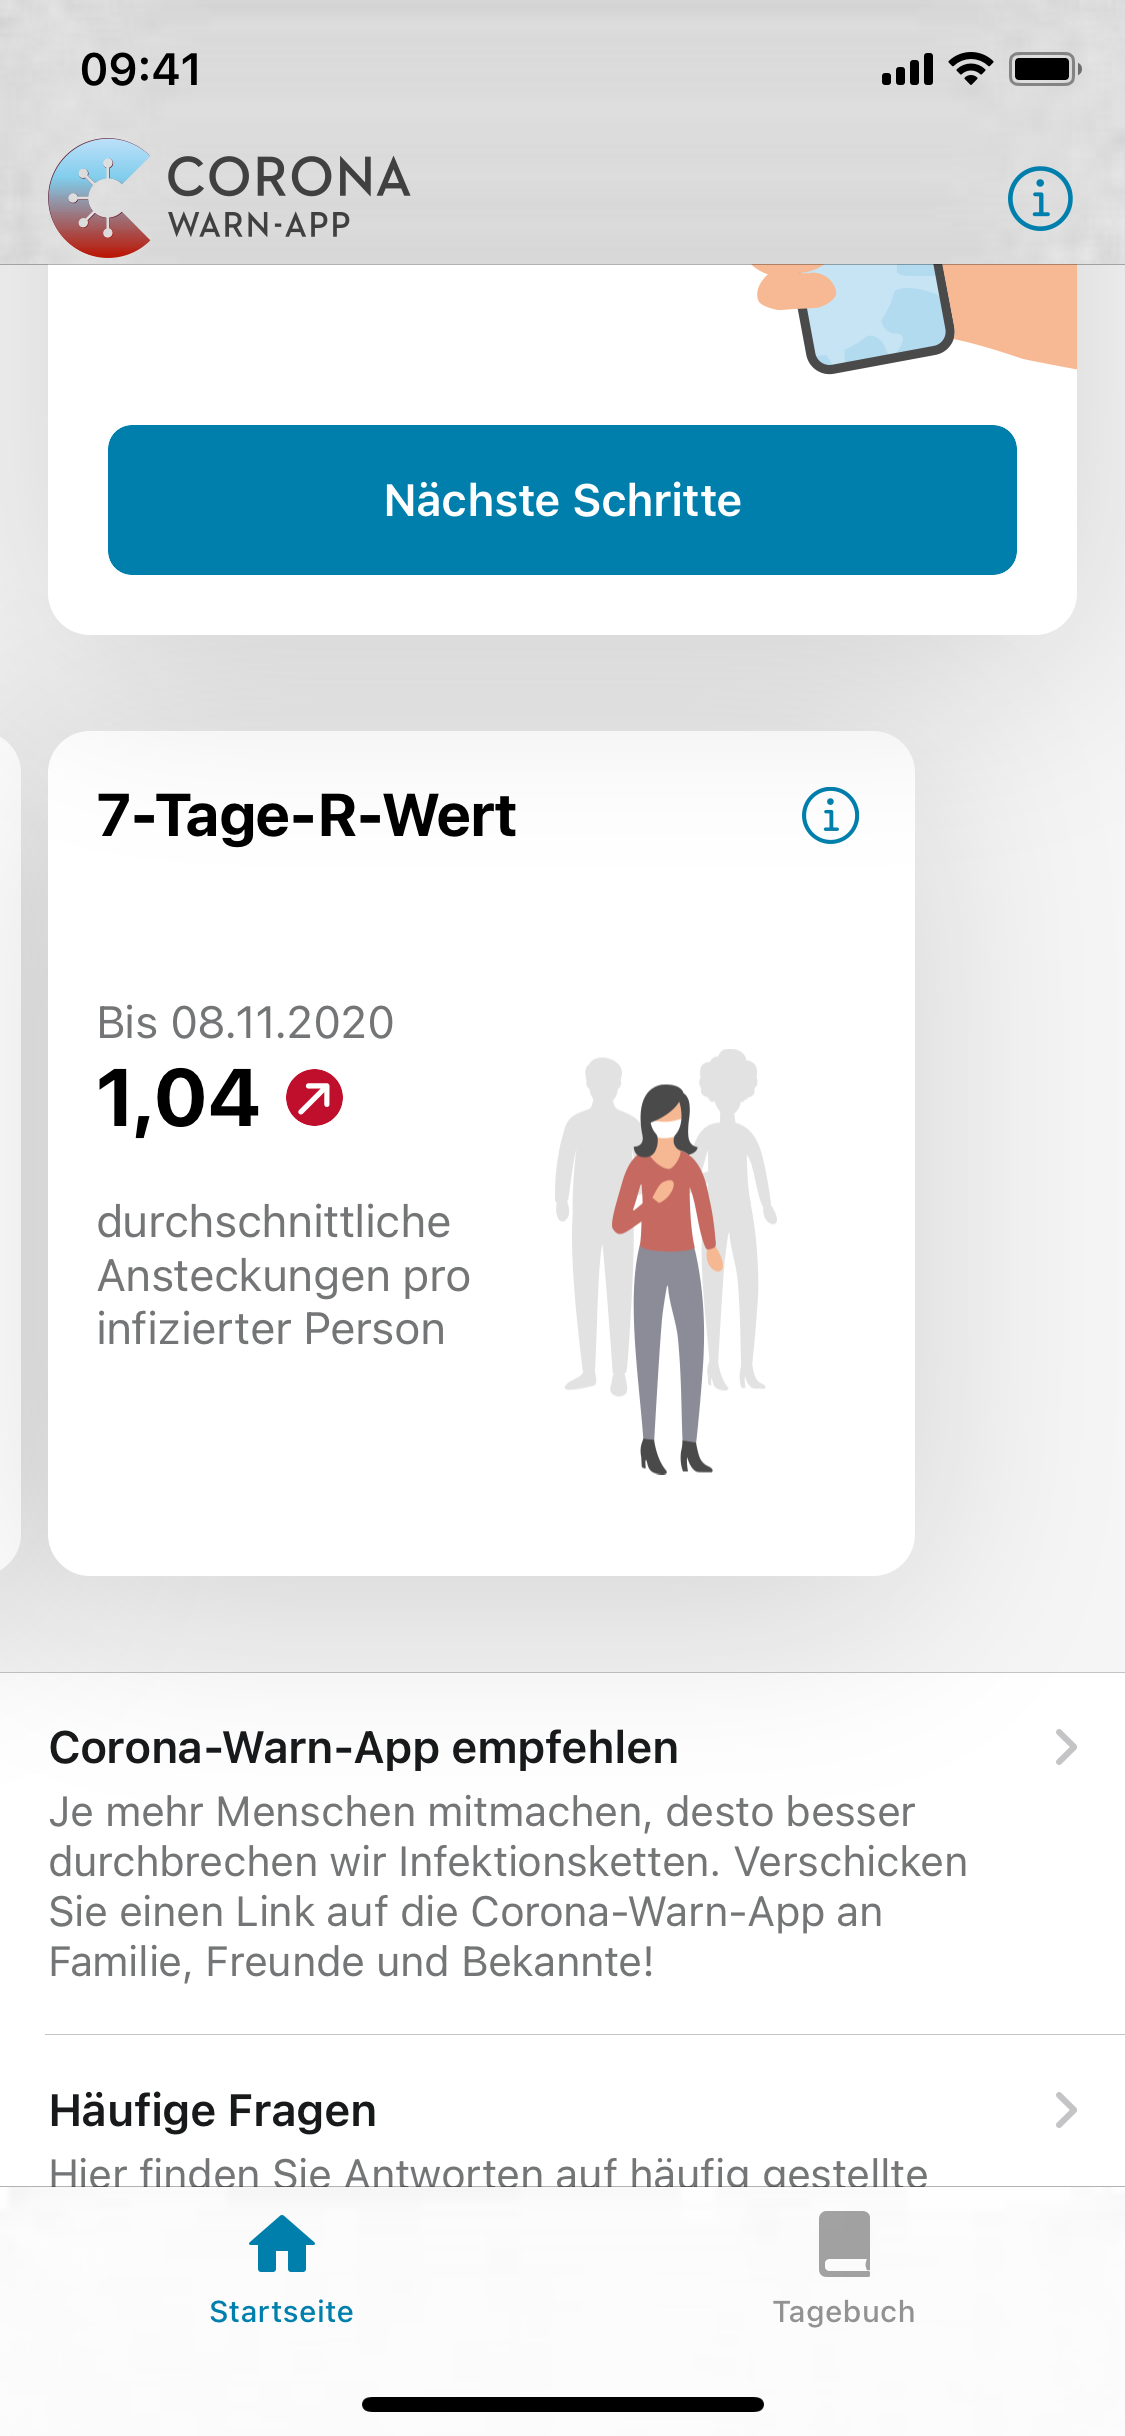 09:41
CORONA
WARN-APP
Nächste Schritte
7-Tage-R-Wert
Bis 08.11.2020
1,04
durchschnittliche
Ansteckungen pro
infizierter Person
Corona-Warn-App empfehlen
Je mehr Menschen mitmachen, desto besser
durchbrechen wir Infektionsketten. Verschicken
Sie einen Link auf die Corona-Warn-App an
Familie, Freunde und Bekannte!
Häufige Fragen
Hier finden Sie Antworten auf häufig gestellte
Startseite
Tagebuch